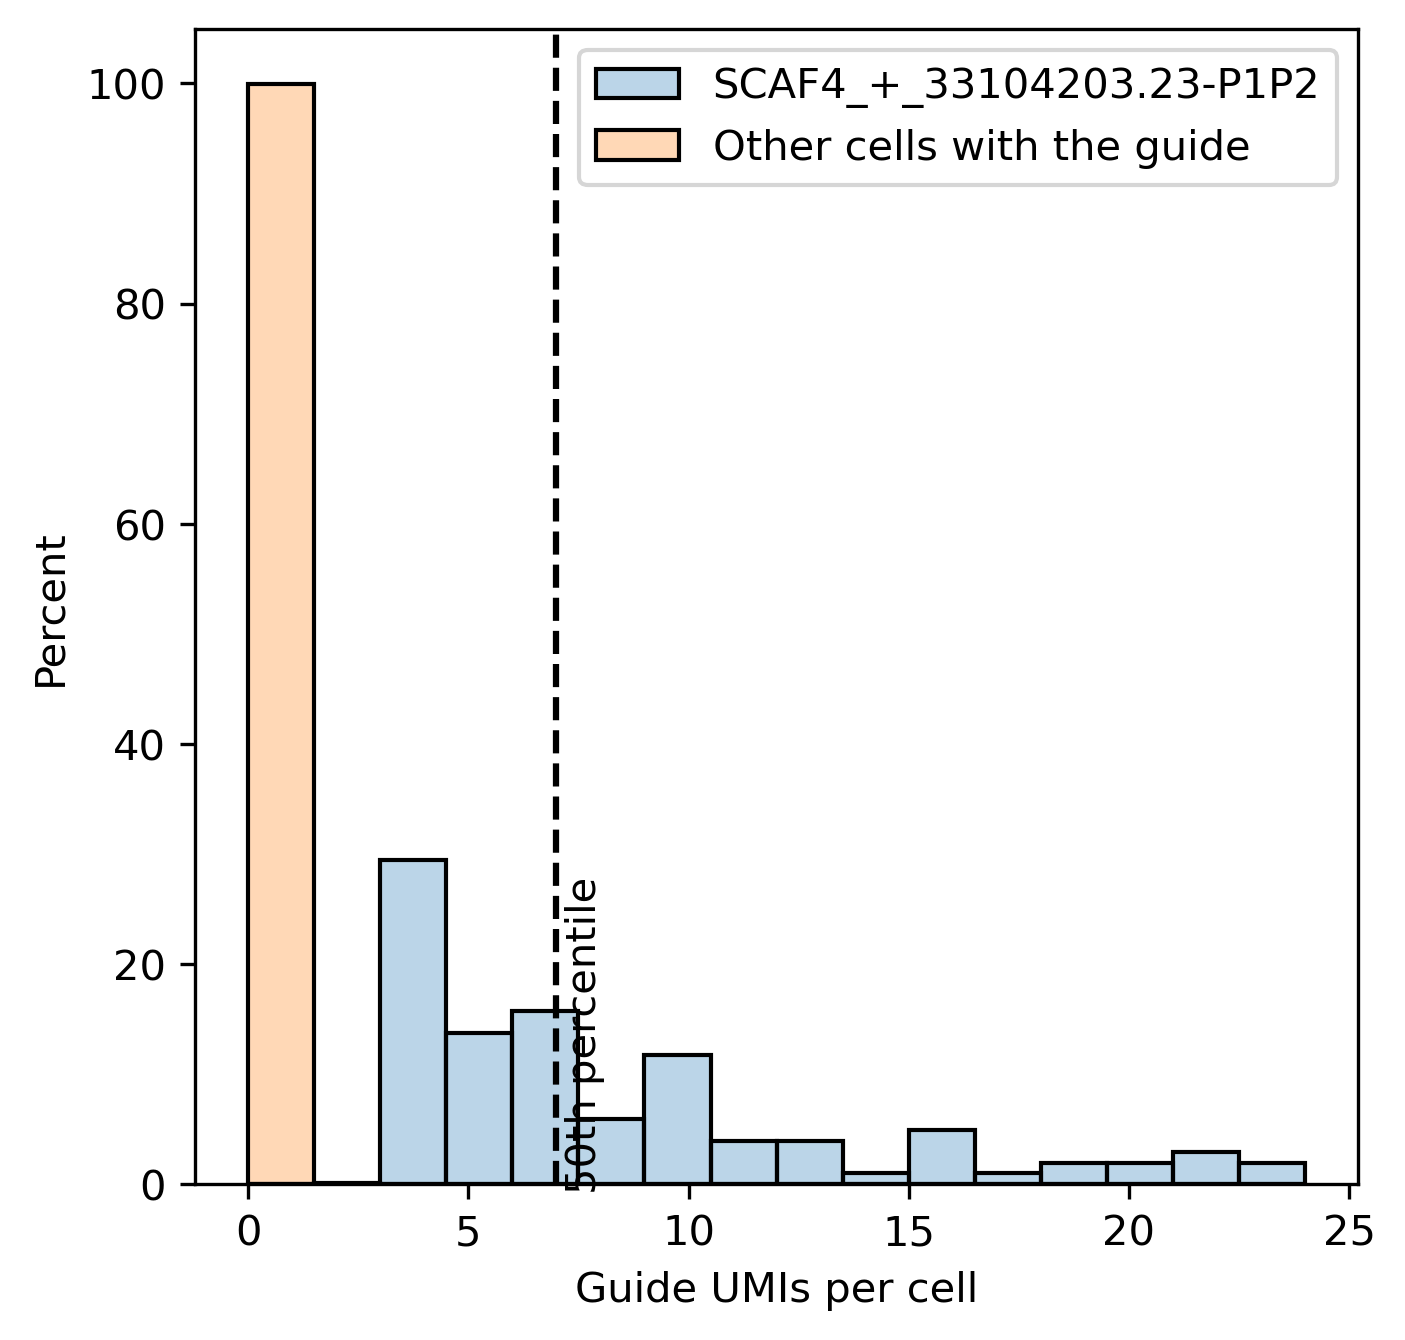 SCAF4_+_33104203.23-P1P2
Other cells with the guide
100
80
60
40
20
0
Percent
50th percentile
0 5 10 15 20 25
Guide UMIs per cell